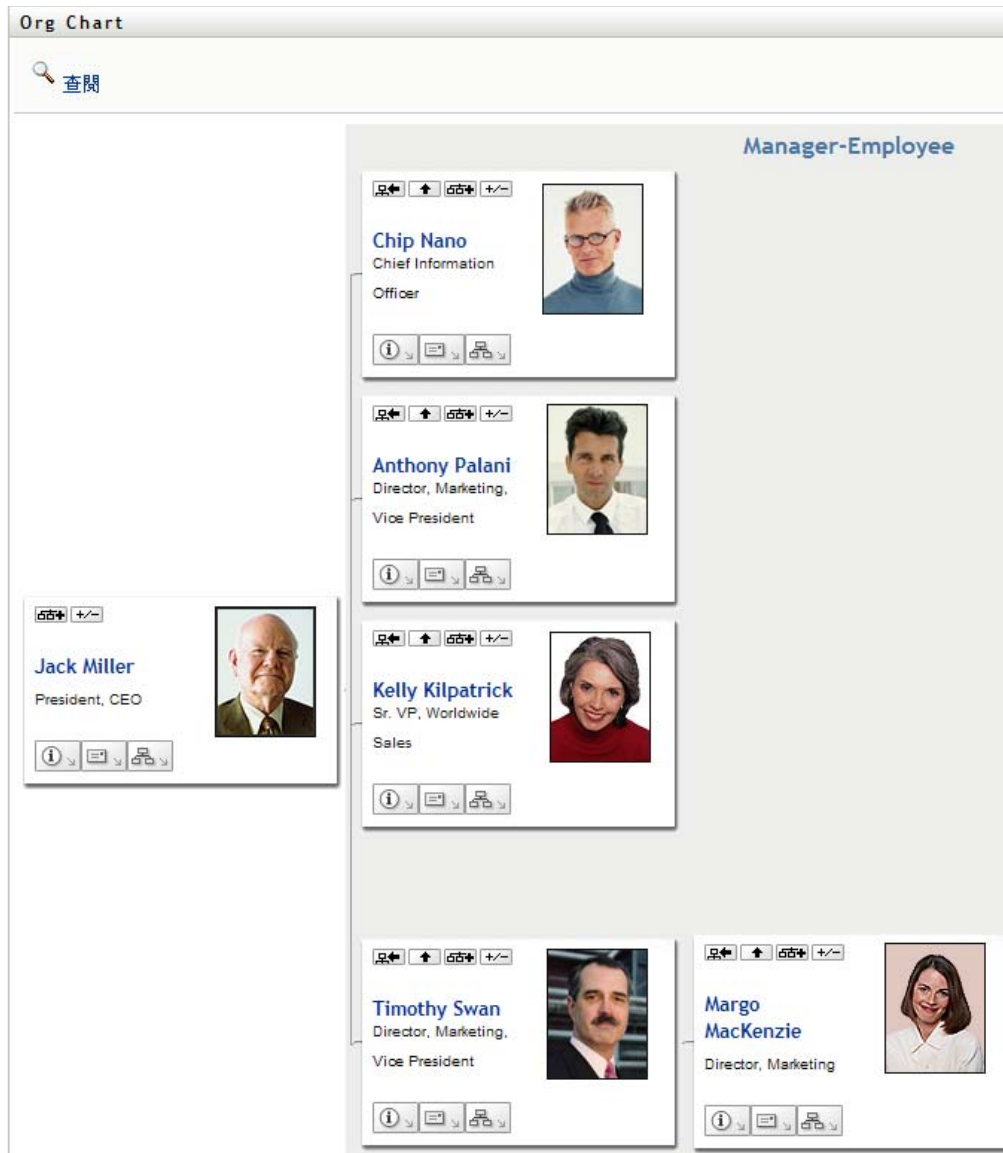 Org Chart
查閱
Manager-Employee
+/-
Chip Nano
Chief Information
Officer
+/-
Anthony Palani
Director, Marketing,
Vice President
+/-
Jack Miller
President, CEO
+/-
Kelly Kilpatrick
Sr. VP, Worldwide
Sales
+/-
Timothy Swan
Director, Marketing,
Vice President
+/-
Margo
MacKenzie
Director, Marketing